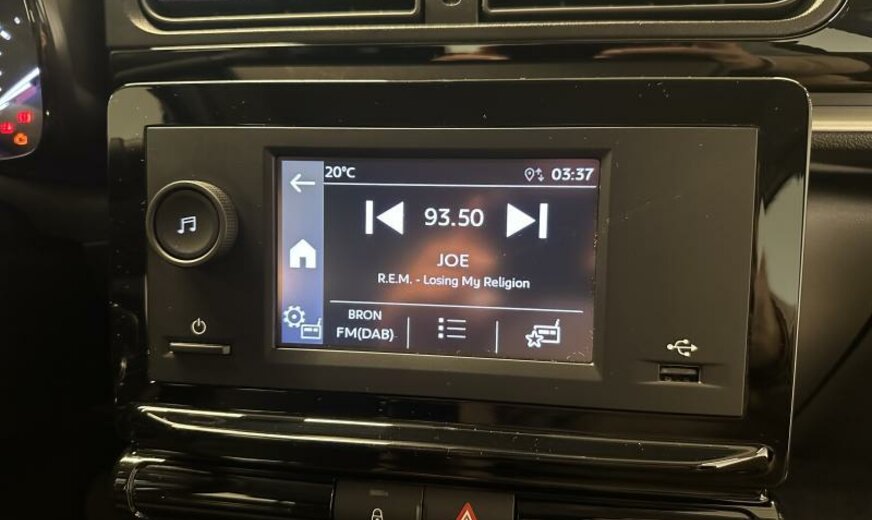 20°C 03:37
93.50
JOE
R.E.M. - Losing My Religion
BRON
FM(DAB)